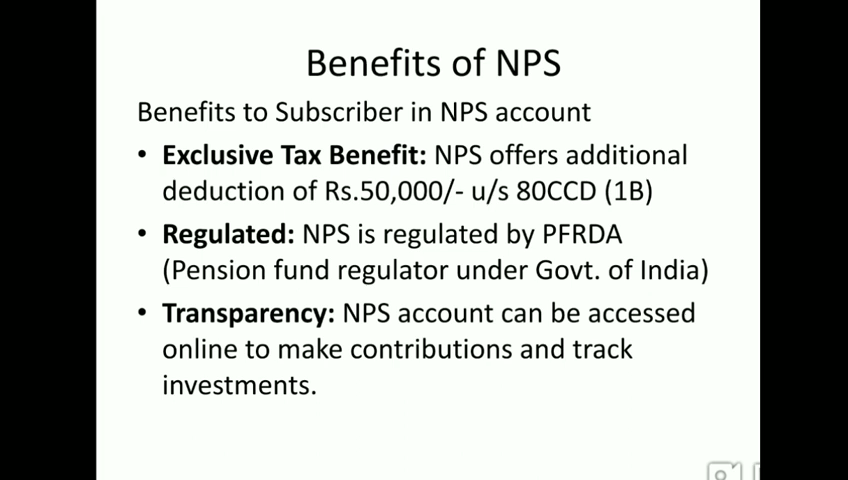 Benefits of NPS
Benefits to Subscriber in NPS account
• Exclusive Tax Benefit: NPS offers additional
deduction of Rs.50,000/- u/s 80CCD (1B)
• Regulated: NPS is regulated by PFRDA
(Pension fund regulator under Govt. of India)
• Transparency: NPS account can be accessed
online to make contributions and track
investments.